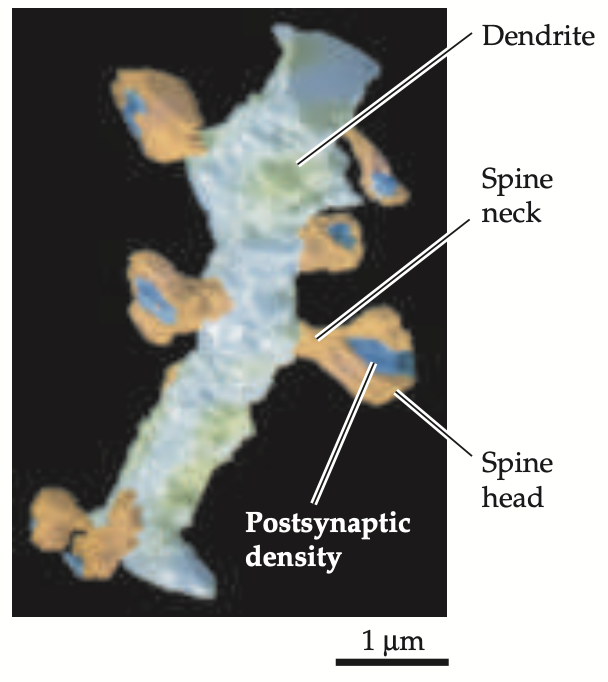 Dendrite
Spine
neck
Spine
head
Postsynaptic
density
1 µm